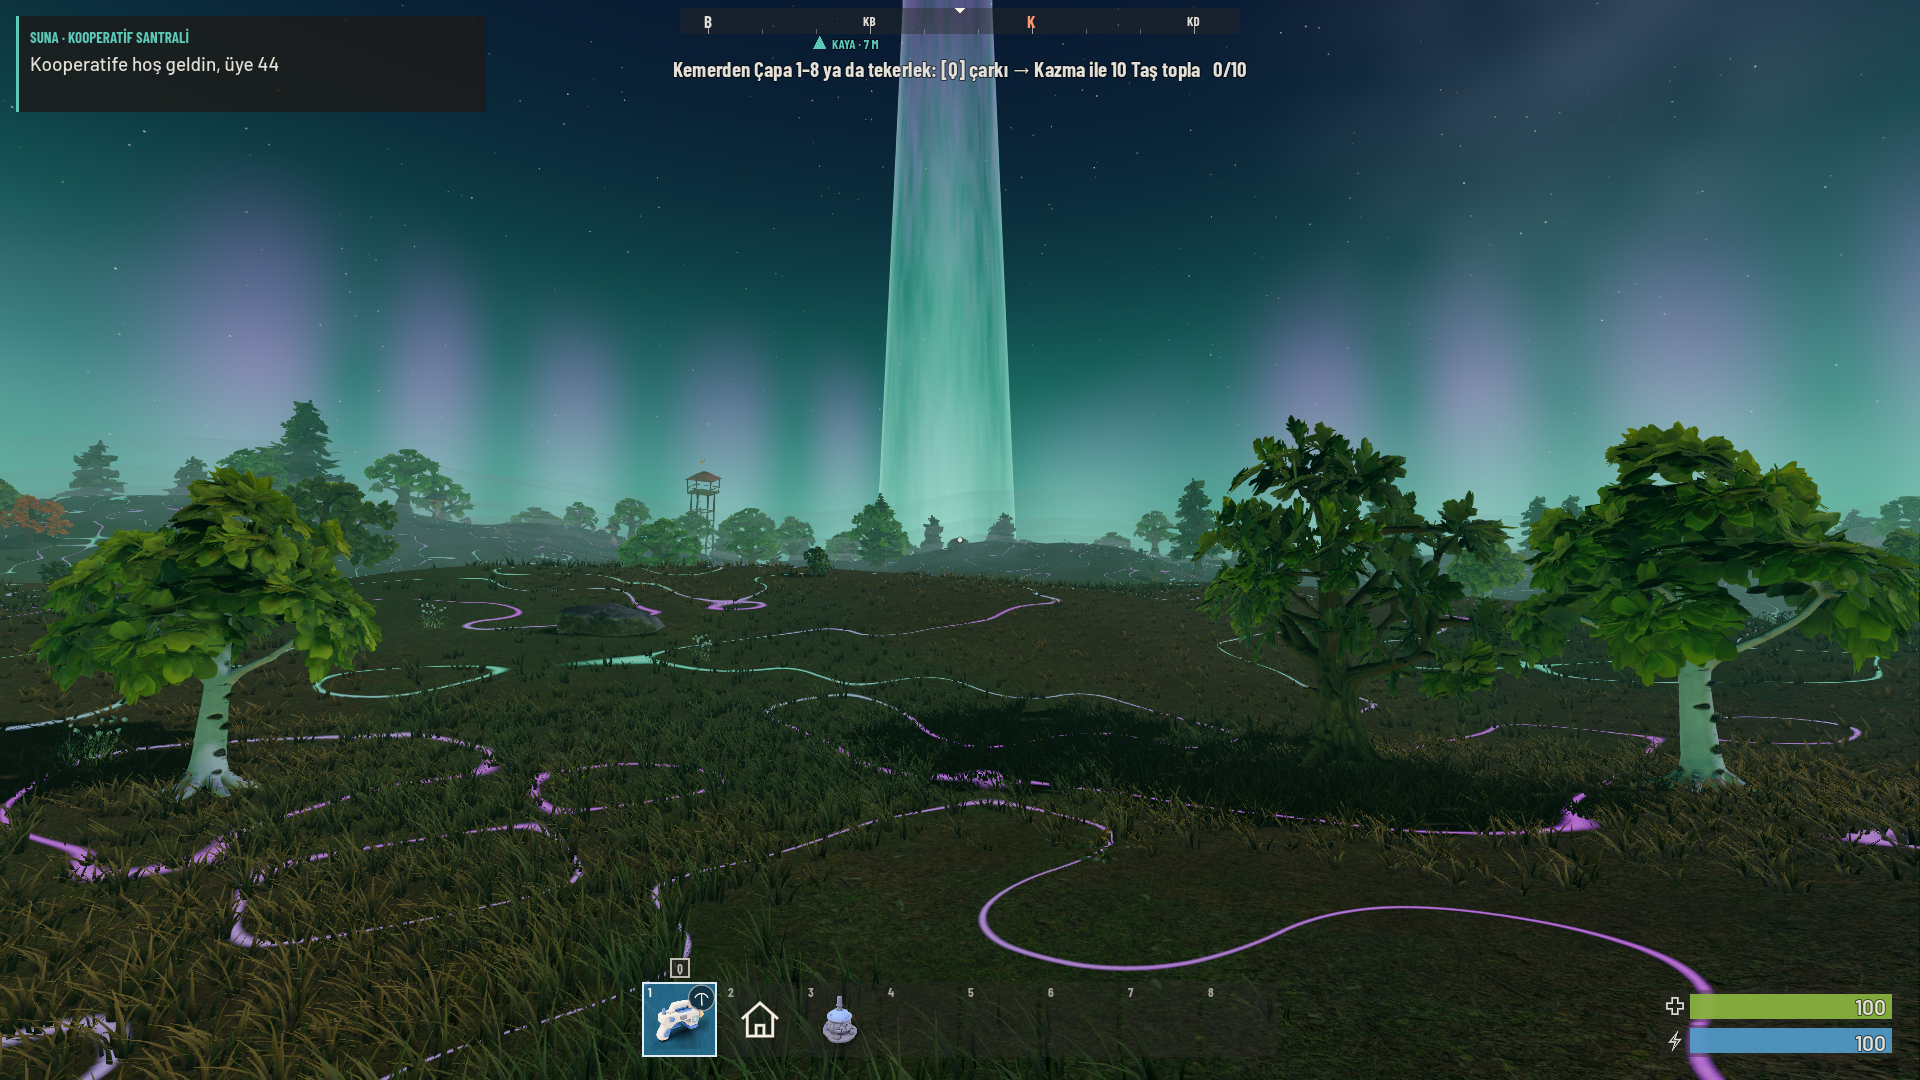 SUNA · KOOPERATİF SANTRALİ
Kooperatife hoş geldin, üye 44
B KB K KD
KAYA · 7 M
Kemerden Çapa 1-8 ya da tekerlek: [Q] çarkı → Kazma ile 10 Taş topla 0/10
Q
1 2 3 4 5 6 7 8
100
100